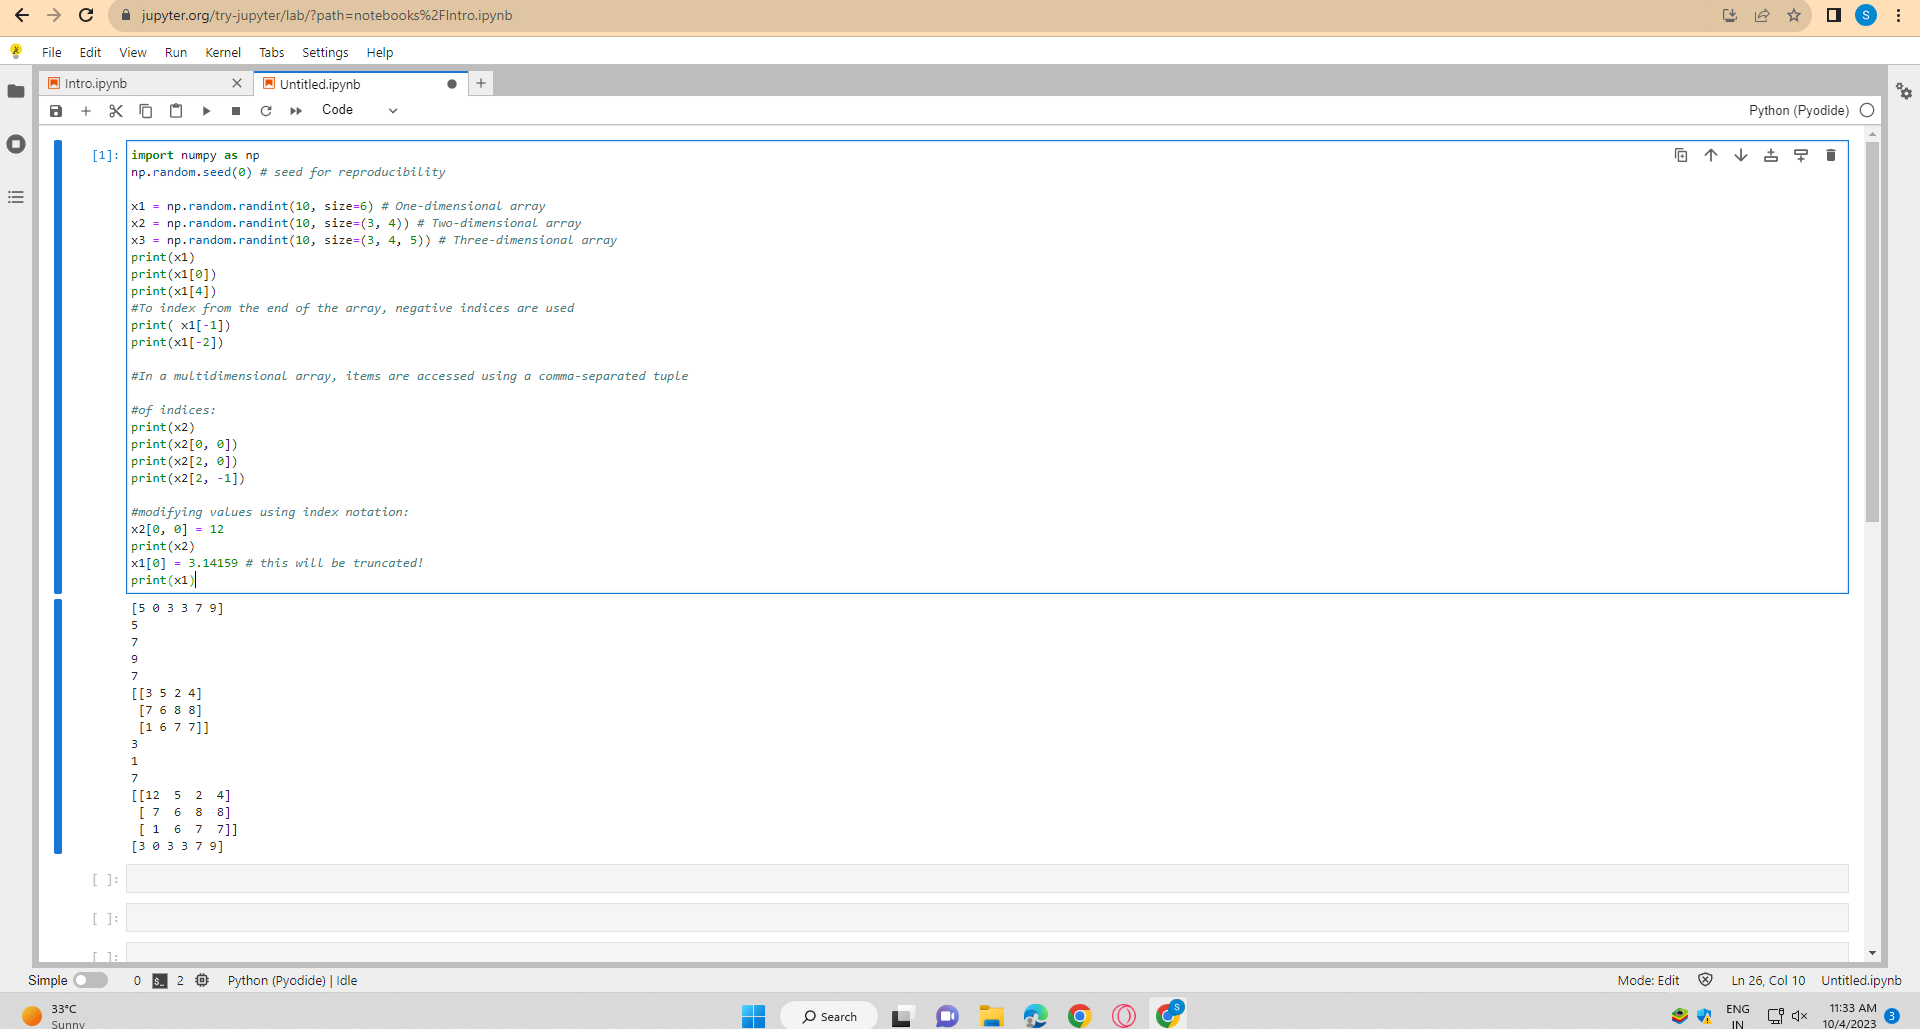 jupyter.org/try-jupyter/lab/?path=notebooks%2FIntro.ipynb
S
File Edit View Run Kernel Tabs Settings Help
Intro.ipynb
Untitled.ipynb
Code
Python (Pyodide)
[1]:
import numpy as np
np.random.seed(0) # seed for reproducibility
x1 = np.random.randint(10, size=6) # One-dimensional array
x2 = np.random.randint(10, size=(3, 4)) # Two-dimensional array
x3 = np.random.randint(10, size=(3, 4, 5)) # Three-dimensional array
print(x1)
print(x1[0])
print(x1[4])
#To index from the end of the array, negative indices are used
print( x1[-1])
print(x1[-2])
#In a multidimensional array, items are accessed using a comma-separated tuple
#of indices:
print(x2)
print(x2[0, 0])
print(x2[2, 0])
print(x2[2, -1])
#modifying values using index notation:
x2[0, 0] = 12
print(x2)
x1[0] = 3.14159 # this will be truncated!
print(x1)
[5 0 3 3 7 9]
5
7
9
7
[[3 5 2 4]
[7 6 8 8]
[1 6 7 7]]
3
1
7
[[12 5 2 4]
[ 7 6 8 8]
[ 1 6 7 7]]
[3 0 3 3 7 9]
[ ]:
[ ]:
[ ]:
Simple 0 2 Python (Pyodide) | Idle Mode: Edit Ln 26, Col 10 Untitled.ipynb
33°C
Sunny
Search
S
ENG
IN
11:33 AM
10/4/2023
3